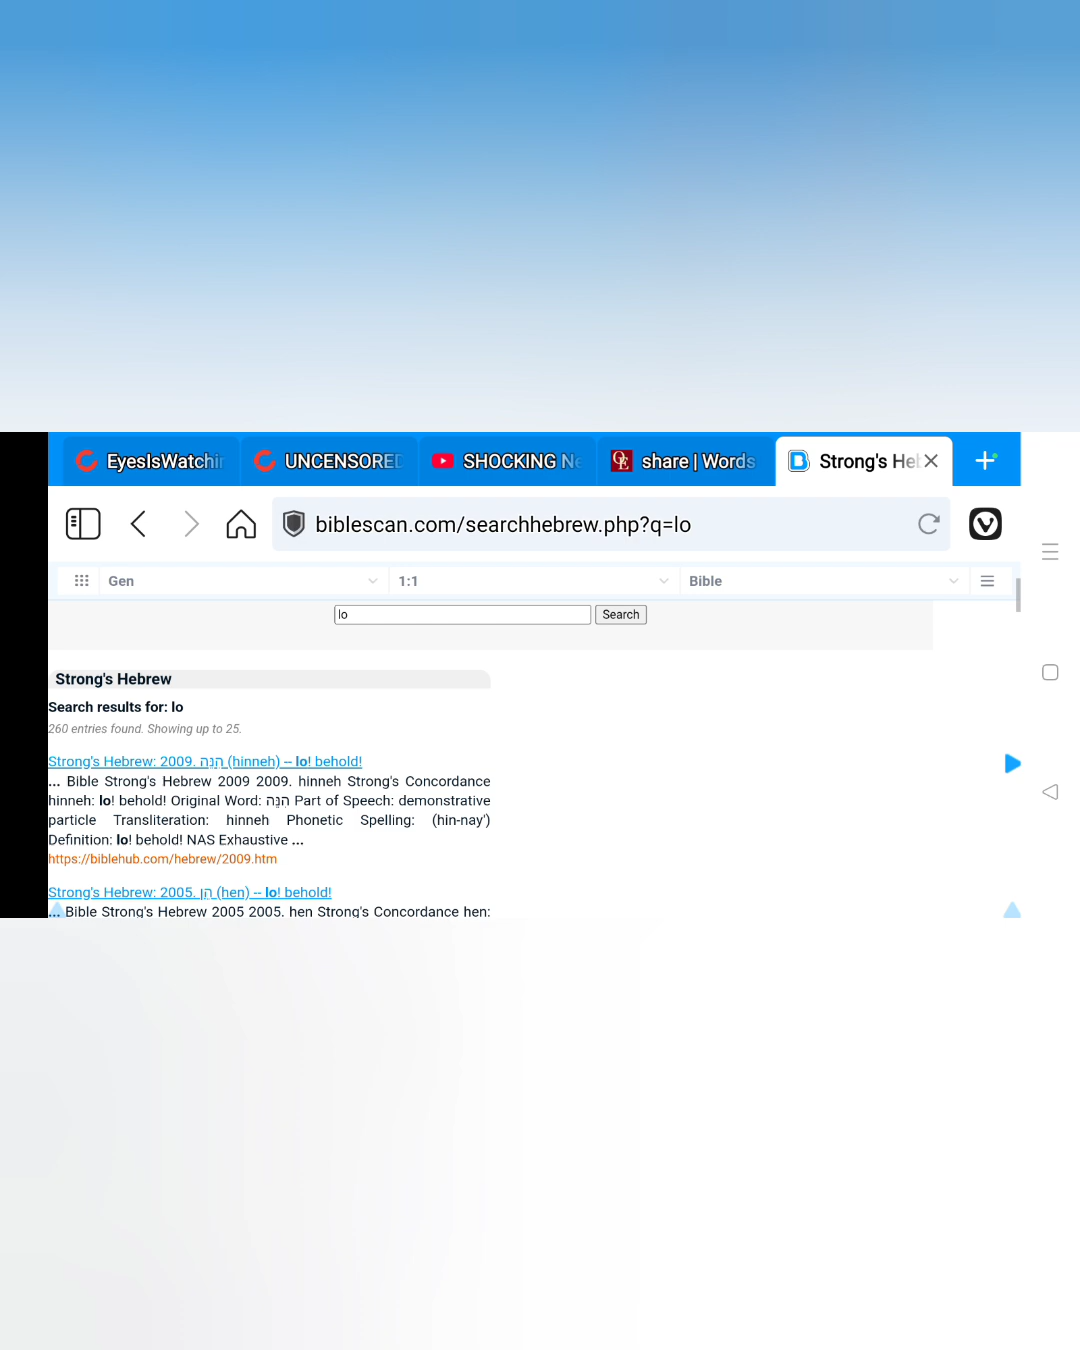 EyesIsWatchin
UNCENSORED
SHOCKING Ne
OE
share | Words
Strong's Heb
biblescan.com/searchhebrew.php?q=lo
Gen
1:1
Bible
lo
Search
Strong's Hebrew
Search results for: lo
260 entries found. Showing up to 25.
Strong's Hebrew: 2009. הִנֵּה (hinneh) -- lo! behold!
... Bible Strong's Hebrew 2009 2009. hinneh Strong's Concordance
hinneh: lo! behold! Original Word: הִנֵּה Part of Speech: demonstrative
particle Transliteration: hinneh Phonetic Spelling: (hin-nay')
Definition: lo! behold! NAS Exhaustive ...
https://biblehub.com/hebrew/2009.htm
Strong's Hebrew: 2005. הֵן (hen) -- lo! behold!
... Bible Strong's Hebrew 2005 2005. hen Strong's Concordance hen: